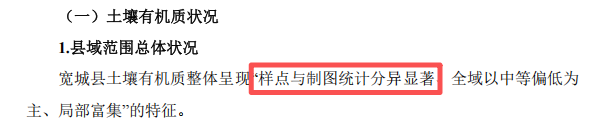 （一）土壤有机质状况
1.县域范围总体状况
宽城县土壤有机质整体呈现“样点与制图统计分异显著 全域以中等偏低为
主、局部富集”的特征。